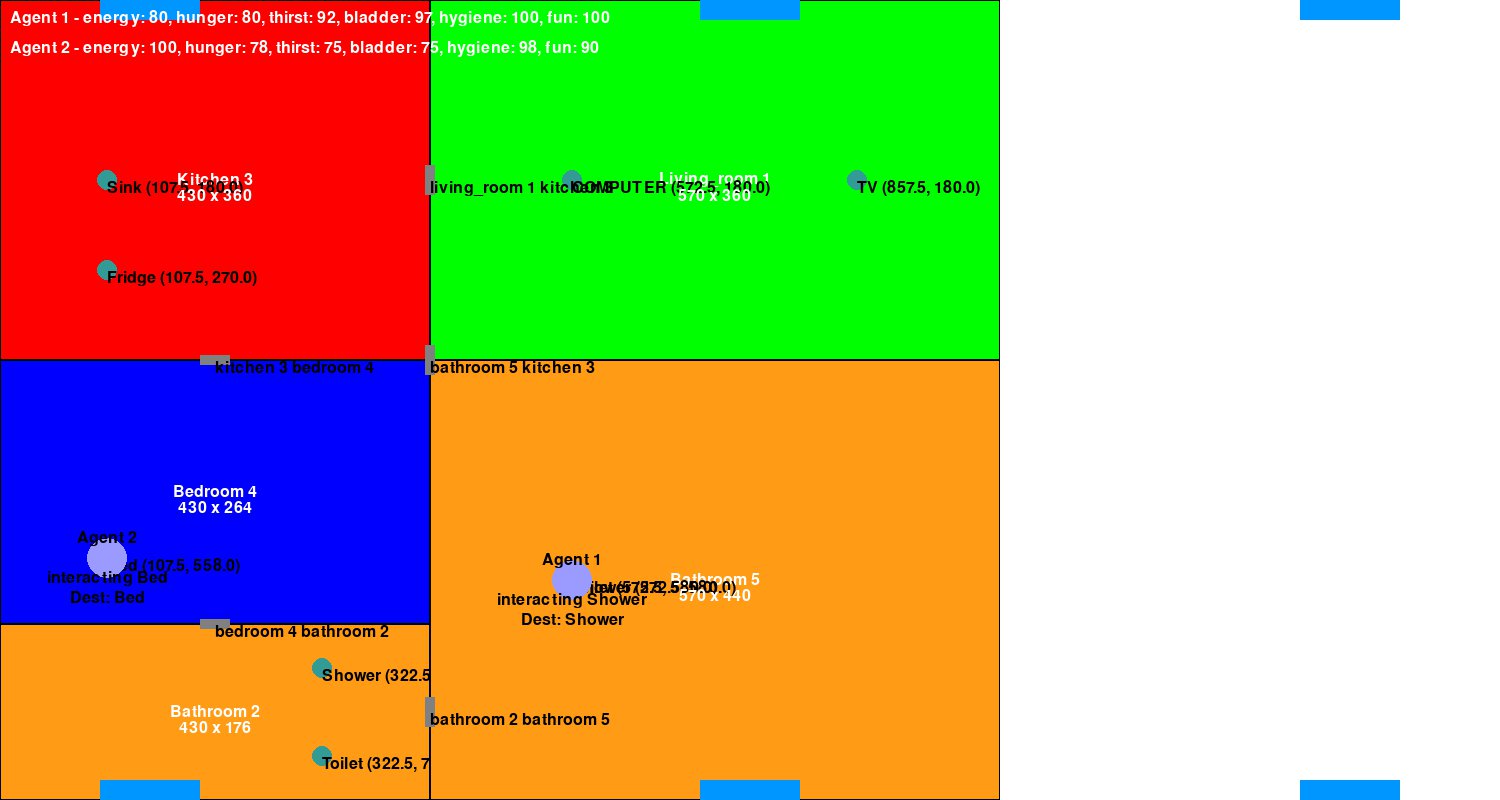 Agent 1 - energy: 80, hunger: 80, thirst: 92, bladder: 97, hygiene: 100, fun: 100
Agent 2 - energy: 100, hunger: 78, thirst: 75, bladder: 75, hygiene: 98, fun: 90
Kitchen 3
430 x 360
Sink (107.5, 180.0)
Living_room 1
570 x 360
living_room 1 kitchen 3
COMPUTER (572.5, 180.0)
TV (857.5, 180.0)
Fridge (107.5, 270.0)
kitchen 3 bedroom 4
bathroom 5 kitchen 3
Bedroom 4
430 x 264
Agent 2
(107.5, 558.0)
interacting Bed
Dest: Bed
Agent 1
Bathroom 5
570 x 440
interacting Shower
Dest: Shower
bedroom 4 bathroom 2
Shower (322.5
Bathroom 2
430 x 176
bathroom 2 bathroom 5
Toilet (322.5, 7